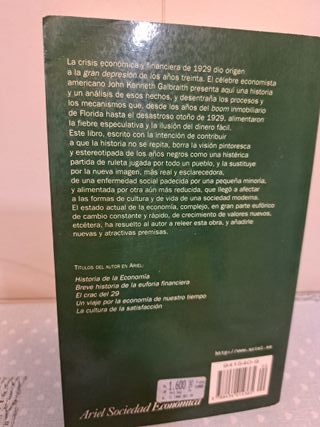 La crisis económica y financiera de 1929 dio origen
a la gran depresión de los años treinta. El célebre economista
americano John Kenneth Galbraith presenta aquí una historia
y un análisis de esos hechos, y desentraña los procesos y
los mecanismos que, desde los años del boom inmobiliario
de Florida hasta el desastroso otoño de 1929, alimentaron
la fiebre especulativa y la ilusión del dinero fácil.
Este libro, escrito con la intención de contribuir
a que la historia no se repita, borra la visión pintoresca
y estereotipada de los años negros como una histérica
partida de ruleta jugada por todo un pueblo, y la sustituye
por la nueva imagen, más real y esclarecedora,
de una enfermedad social padecida por una pequeña minoría,
y alimentada por otra aún más reducida, que llegó a afectar
a las formas de cultura y de vida de una sociedad moderna.
El estado actual de la economía, complejo, en gran parte eufórico
de cambio constante y rápido, de crecimiento de valores nuevos,
etcétera, ha resuelto al autor a releer esta obra, y añadirle
nuevas y atractivas premisas.
TÍTULOS DEL AUTOR EN ARIEL:
Historia de la Economía
Breve historia de la euforia financiera
El crac del 29
Un viaje por la economía de nuestro tiempo
La cultura de la satisfacción
http://www.ariel.es
1.600
Ariel Sociedad Económica